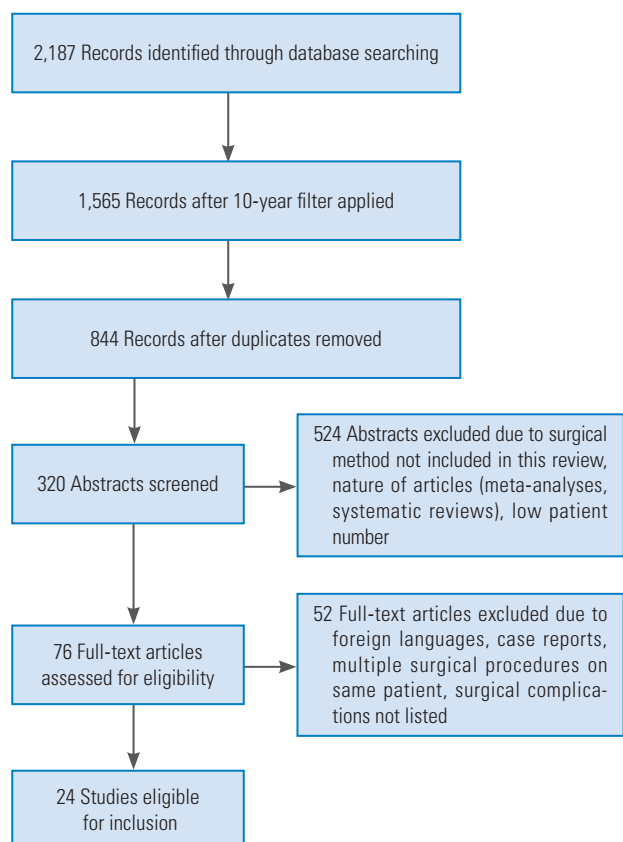 2,187 Records identified through database searching
1,565 Records after 10-year filter applied
844 Records after duplicates removed
320 Abstracts screened
524 Abstracts excluded due to surgical
method not included in this review,
nature of articles (meta-analyses,
systematic reviews), low patient
number
76 Full-text articles
assessed for eligibility
52 Full-text articles excluded due to
foreign languages, case reports,
multiple surgical procedures on
same patient, surgical complica-
tions not listed
24 Studies eligible
for inclusion